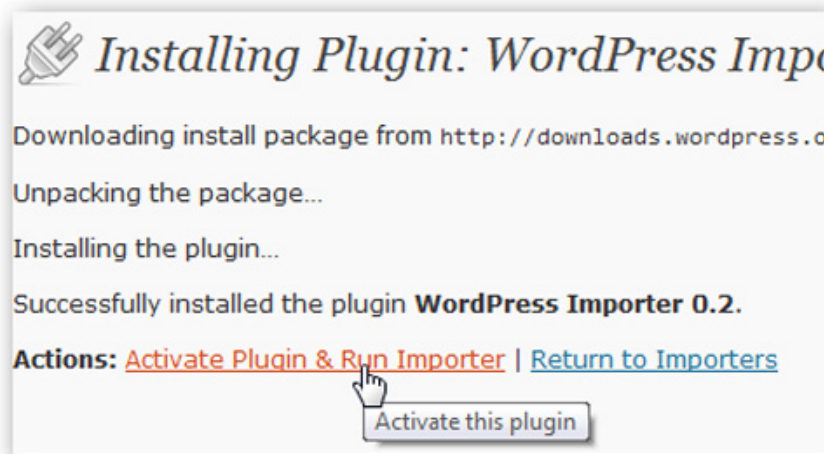 Installing Plugin: WordPress
Downloading install package from http://downloads.wordpress.
Unpacking the package...
Installing the plugin...
Successfully installed the plugin WordPress Importer 0.2.
Actions: Activate Plugin & Run Importer | Return to Importers
Activate this plugin